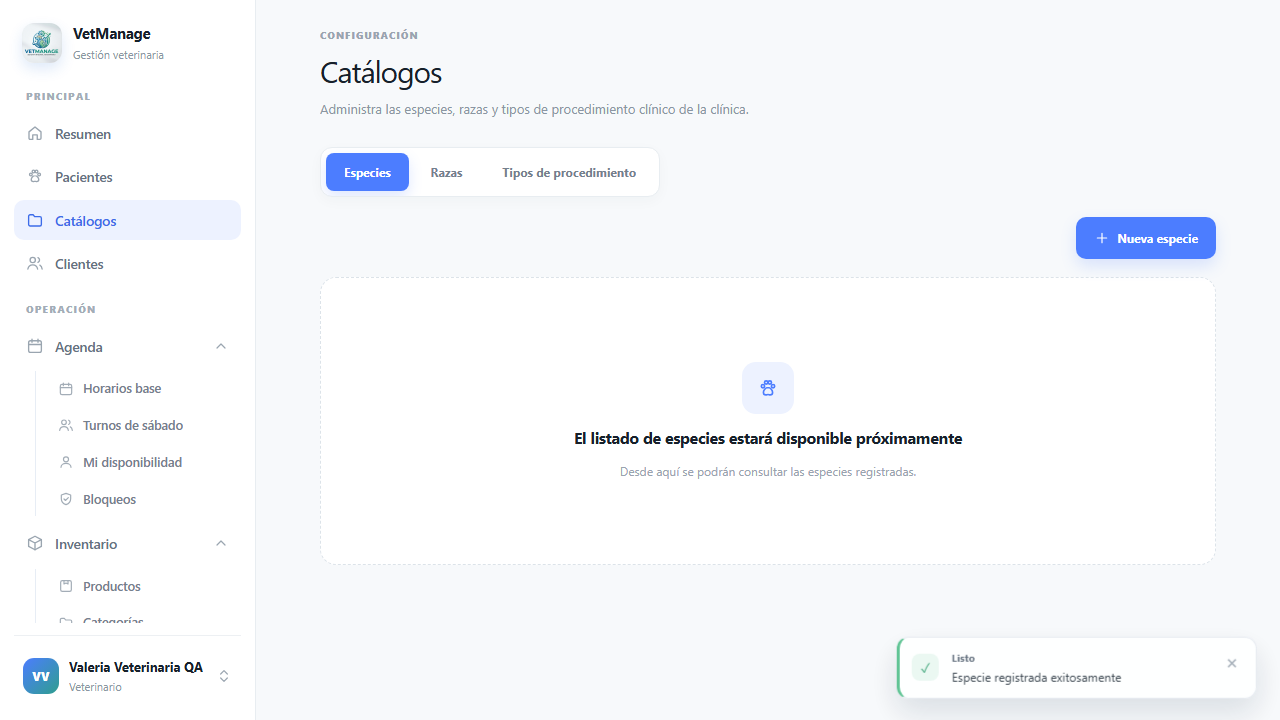 VetManage
Gestión veterinaria
PRINCIPAL
Resumen
Pacientes
Catálogos
Clientes
OPERACIÓN
Agenda
Horarios base
Turnos de sábado
Mi disponibilidad
Bloqueos
Inventario
Productos
Categorías
VV
Valeria Veterinaria QA
Veterinario
CONFIGURACIÓN
Catálogos
Administra las especies, razas y tipos de procedimiento clínico de la clínica.
Especies
Razas
Tipos de procedimiento
Nueva especie
El listado de especies estará disponible próximamente
Desde aquí se podrán consultar las especies registradas.
Listo
Especie registrada exitosamente